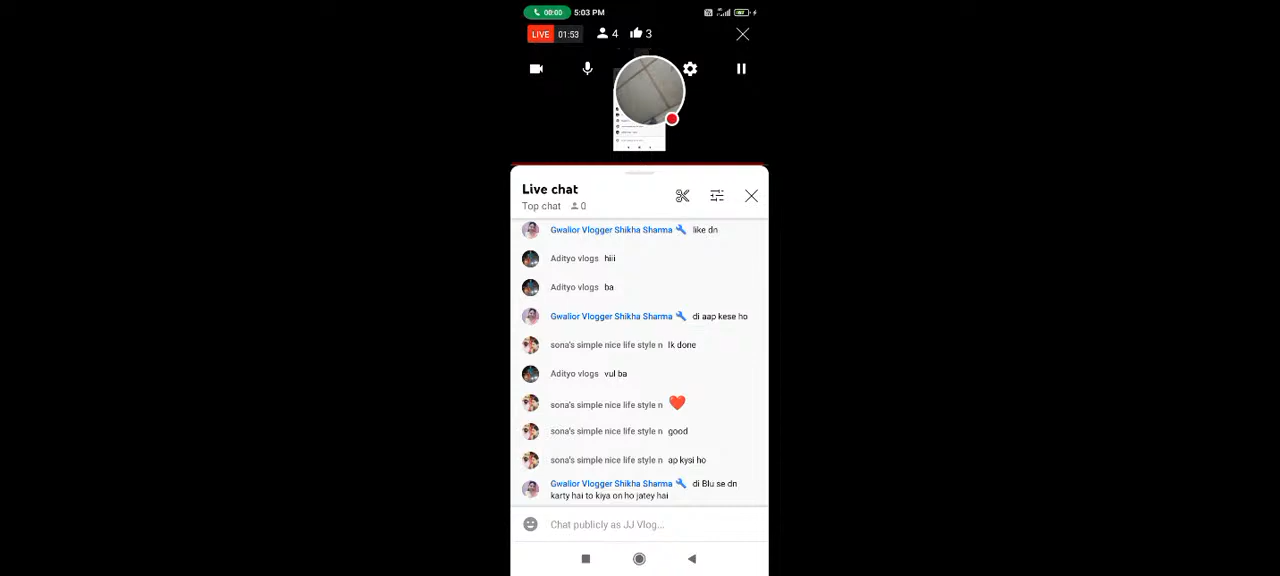 00:00 5:03 PM
LIVE 01:53 4 3
Live chat
Top chat 0
Gwalior Vlogger Shikha Sharma like dn
Adityo vlogs hiii
Adityo vlogs ba
Gwalior Vlogger Shikha Sharma di aap kese ho
sona's simple nice life style n lk done
Adityo vlogs vul ba
sona's simple nice life style n ❤️
sona's simple nice life style n good
sona's simple nice life style n ap kysi ho
Gwalior Vlogger Shikha Sharma di Blu se dn
karty hai to kiya on ho jatey hai
Chat publicly as JJ Vlog...